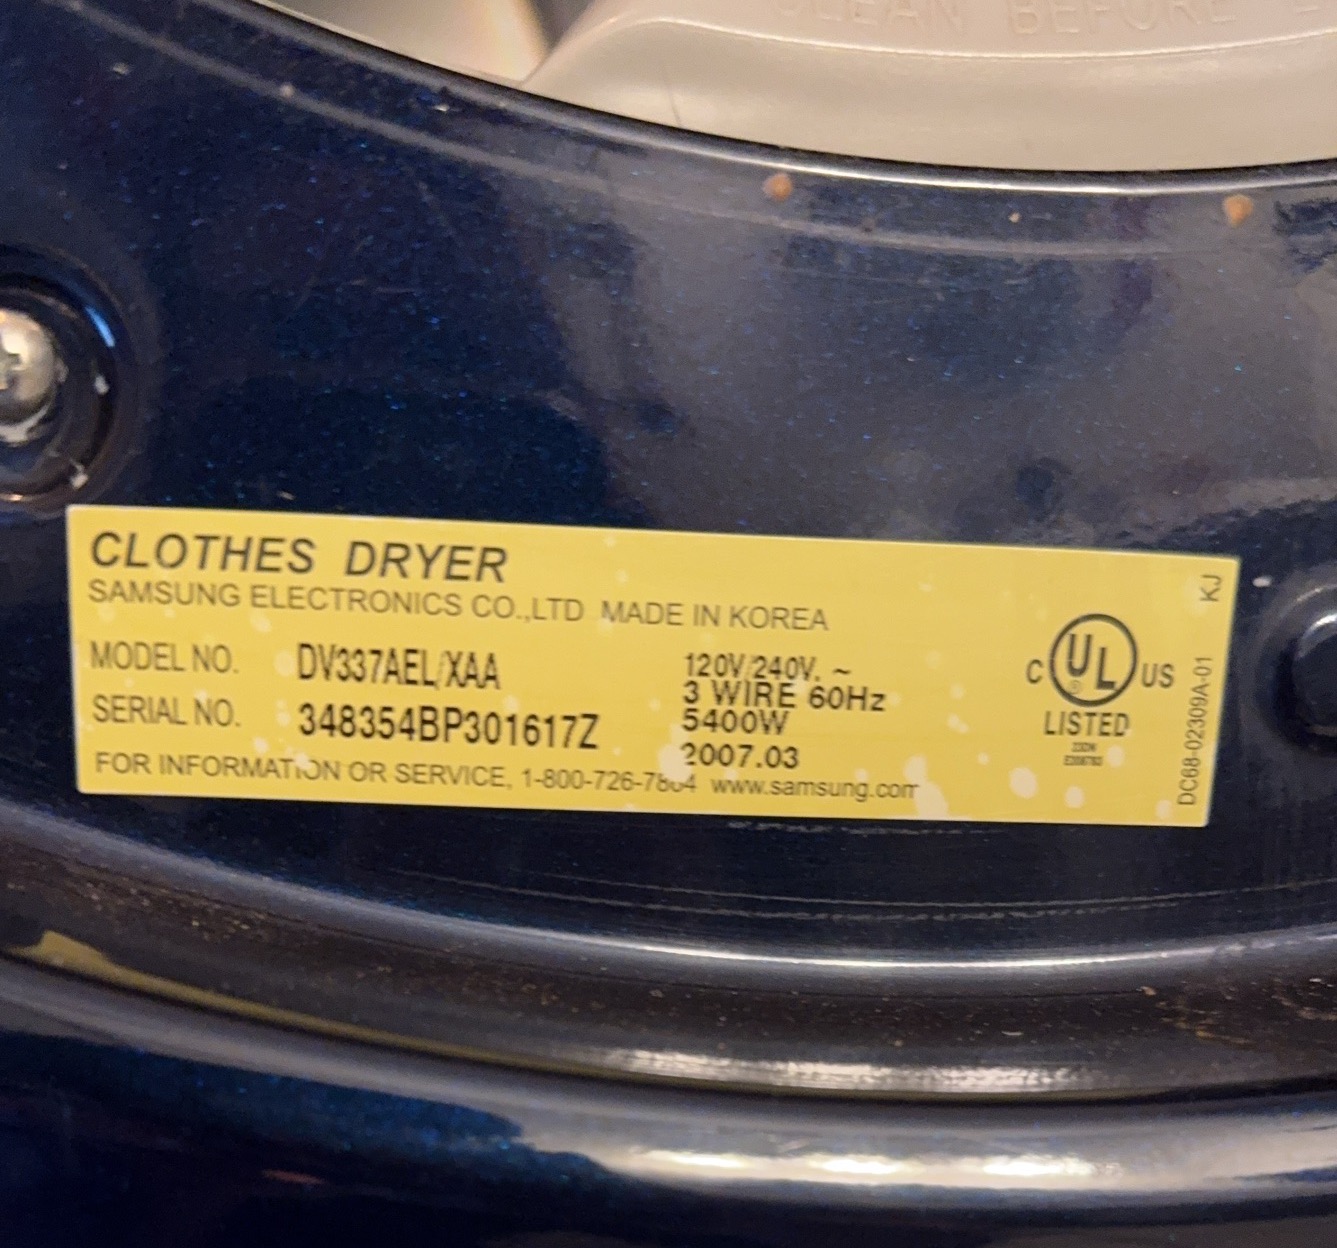 CLEAN BEFORE
CLOTHES DRYER
SAMSUNG ELECTRONICS CO.,LTD MADE IN KOREA
MODEL NO. DV337AEL/XAA
SERIAL NO. 348354BP301617Z
120V/240V. ~
3 WIRE 60Hz
5400W
2007.03
FOR INFORMATION OR SERVICE, 1-800-726-7864 www.samsung.com
C UL US
®
LISTED
KJ
DC68-02309A-01